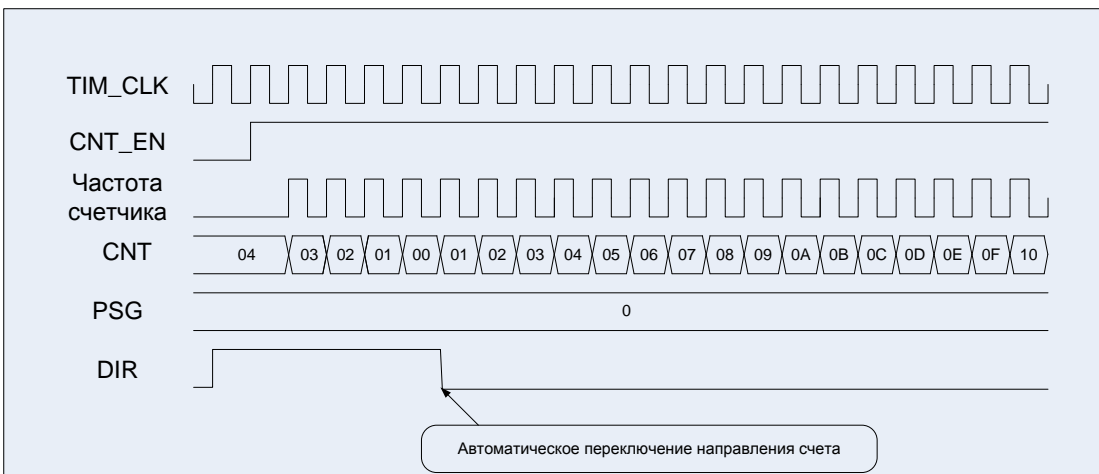 TIM_CLK
CNT_EN
Частота
счетчика
CNT 04 03 02 01 00 01 02 03 04 05 06 07 08 09 0A 0B 0C 0D 0E 0F 10
PSG 0
DIR
Автоматическое переключение направления счета